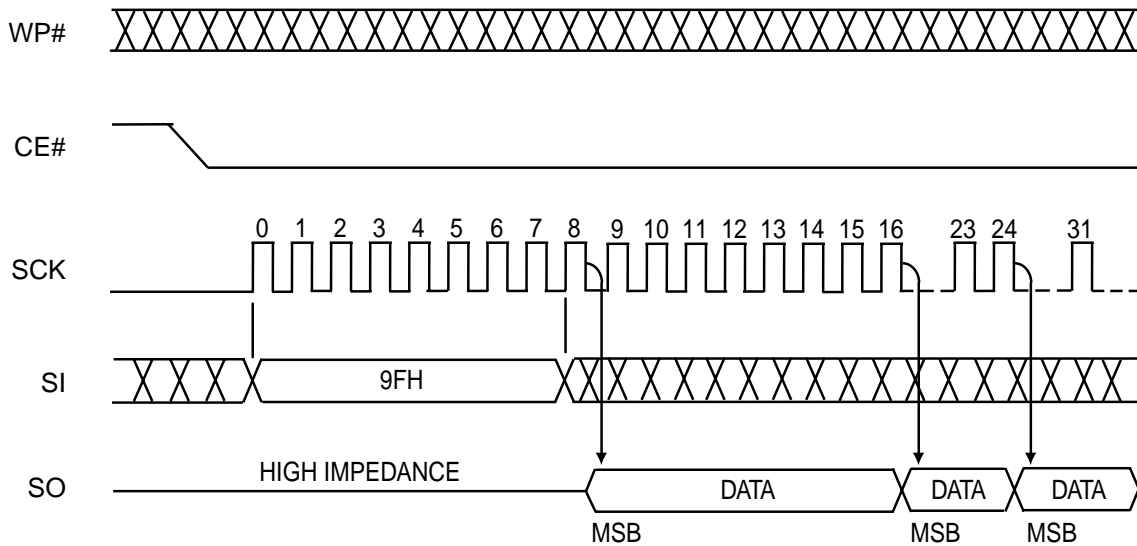 WP#
CE#
0 1 2 3 4 5 6 7 8 9 10 11 12 13 14 15 16 23 24 31
SCK
SI 9FH
HIGH IMPEDANCE
SO DATA DATA DATA
MSB MSB MSB